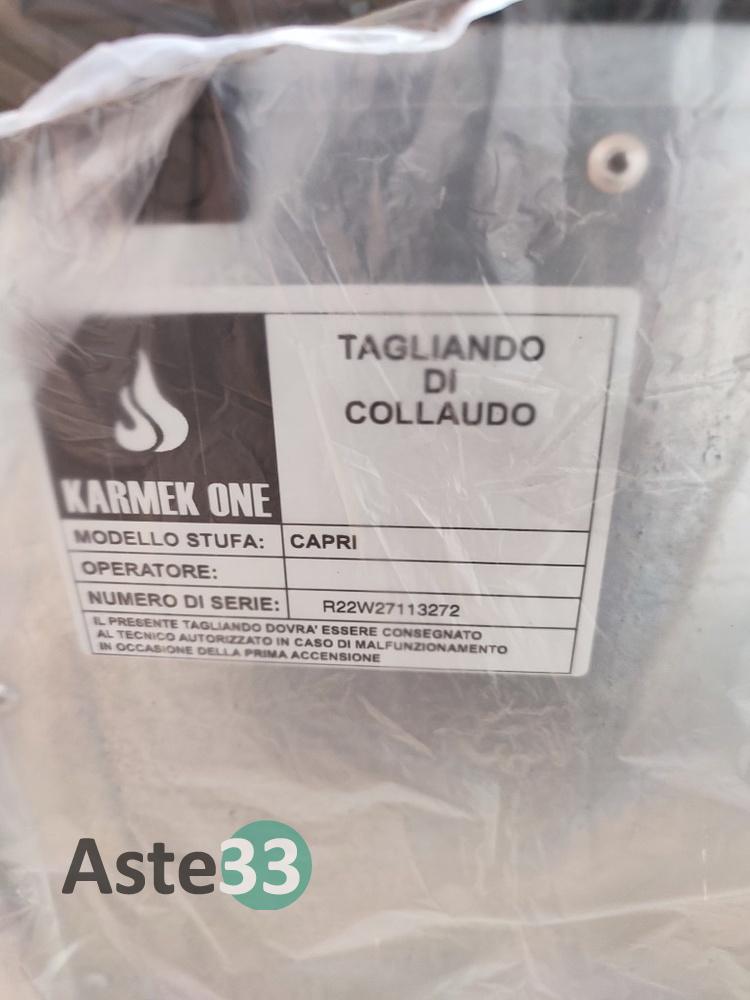 TAGLIANDO
DI
COLLAUDO
KARMEK ONE
MODELLO STUFA: CAPRI
OPERATORE:
NUMERO DI SERIE: R22W27113272
IL PRESENTE TAGLIANDO DOVRA' ESSERE CONSEGNATO
AL TECNICO AUTORIZZATO IN CASO DI MALFUNZIONAMENTO
IN OCCASIONE DELLA PRIMA ACCENSIONE
Aste33